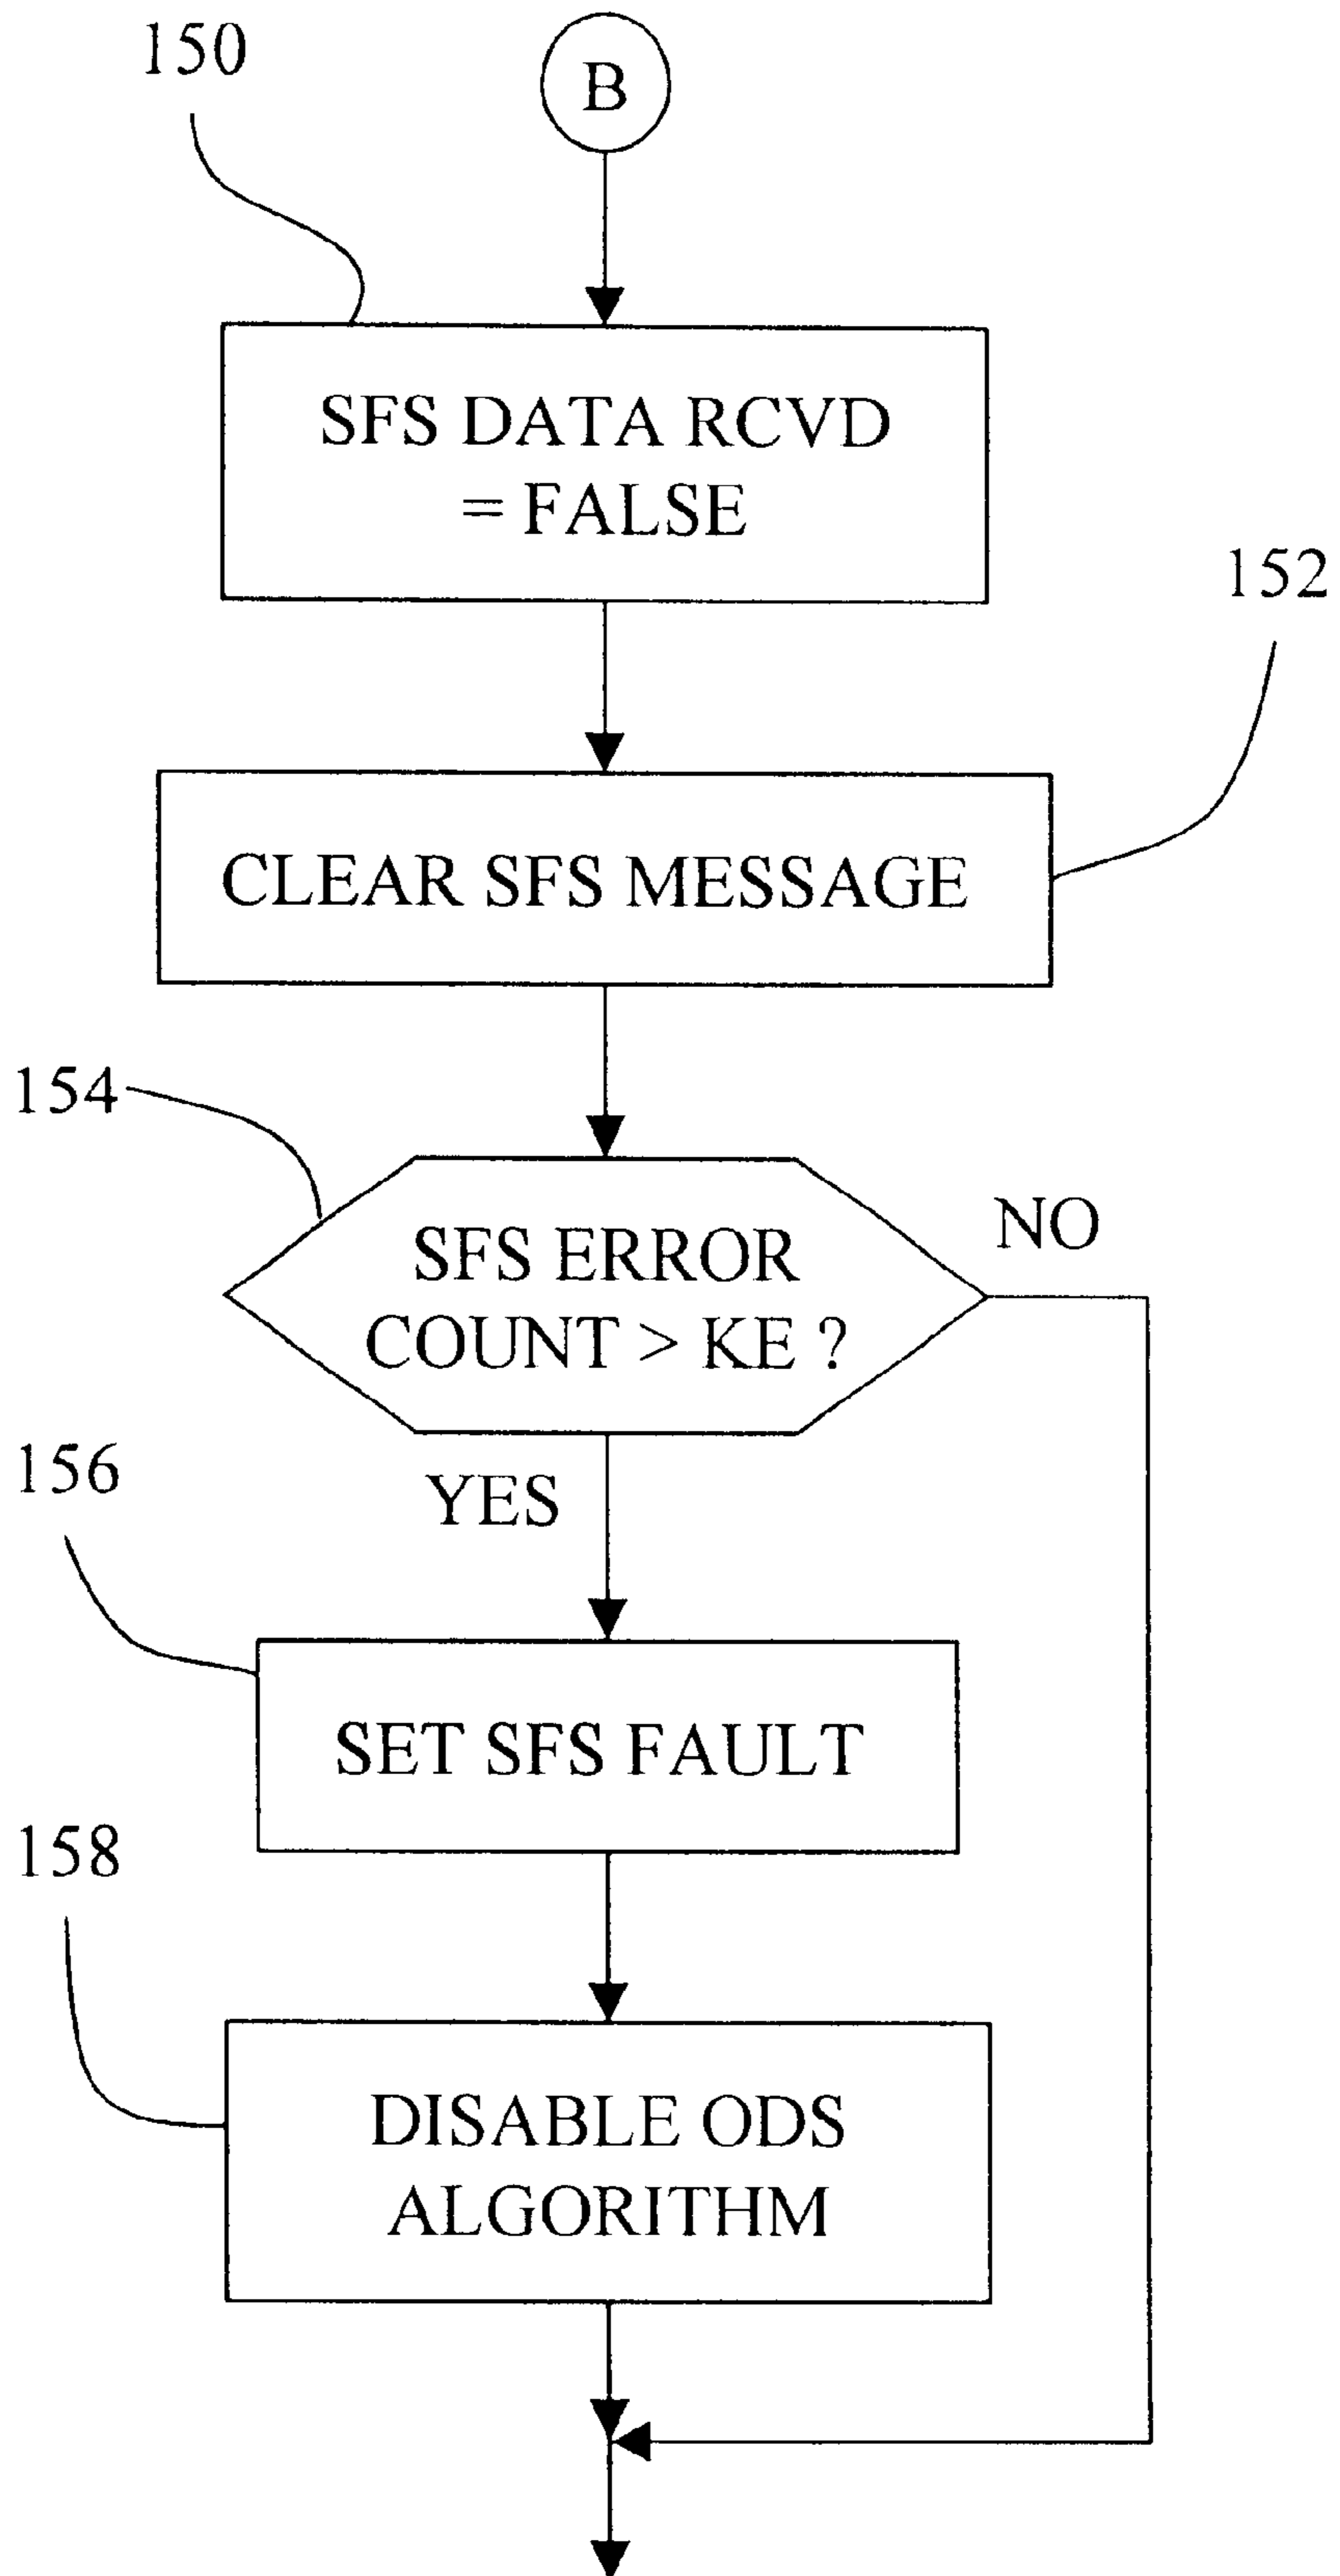 150
B
SFS DATA RCVD
= FALSE
152
CLEAR SFS MESSAGE
154
SFS ERROR
COUNT > KE ?
NO
YES
156
SET SFS FAULT
158
DISABLE ODS
ALGORITHM